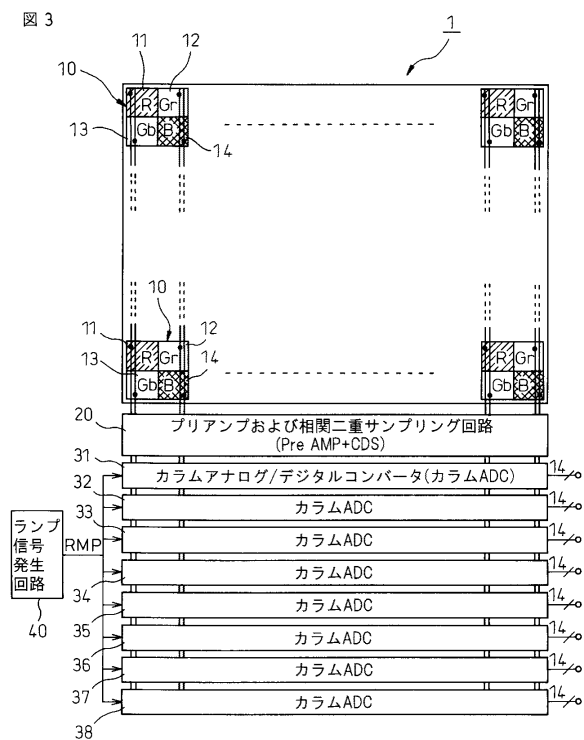 図3
1
10 11 12
R Gr R Gr
13 Gb B 14 Gb B
10
11 12
R Gr R Gr
13 Gb B 14 Gb B
20
プリアンプおよび相関二重サンプリング回路
(Pre AMP+CDS)
31
カラムアナログ/デジタルコンバータ(カラムADC) 14
32
カラムADC 14
33
カラムADC 14
ランプ
信号
発生
回路
RMP
40
34
カラムADC 14
35
カラムADC 14
36
カラムADC 14
37
カラムADC 14
38
カラムADC 14